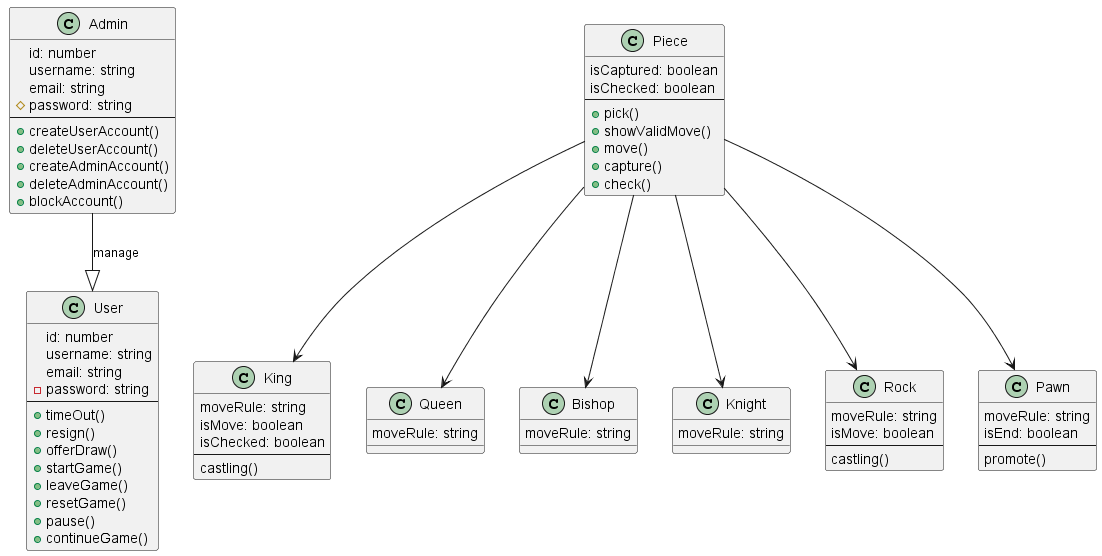 C Admin
id: number
username: string
email: string
password: string
createUserAccount()
deleteUserAccount()
createAdminAccount()
deleteAdminAccount()
blockAccount()
manage
C User
id: number
username: string
email: string
password: string
timeOut()
resign()
offerDraw()
startGame()
leaveGame()
resetGame()
pause()
continueGame()
C Piece
isCaptured: boolean
isChecked: boolean
pick()
showValidMove()
move()
capture()
check()
C King
moveRule: string
isMove: boolean
isChecked: boolean
castling()
C Queen
moveRule: string
C Bishop
moveRule: string
C Knight
moveRule: string
C Rock
moveRule: string
isMove: boolean
castling()
C Pawn
moveRule: string
isEnd: boolean
promote()